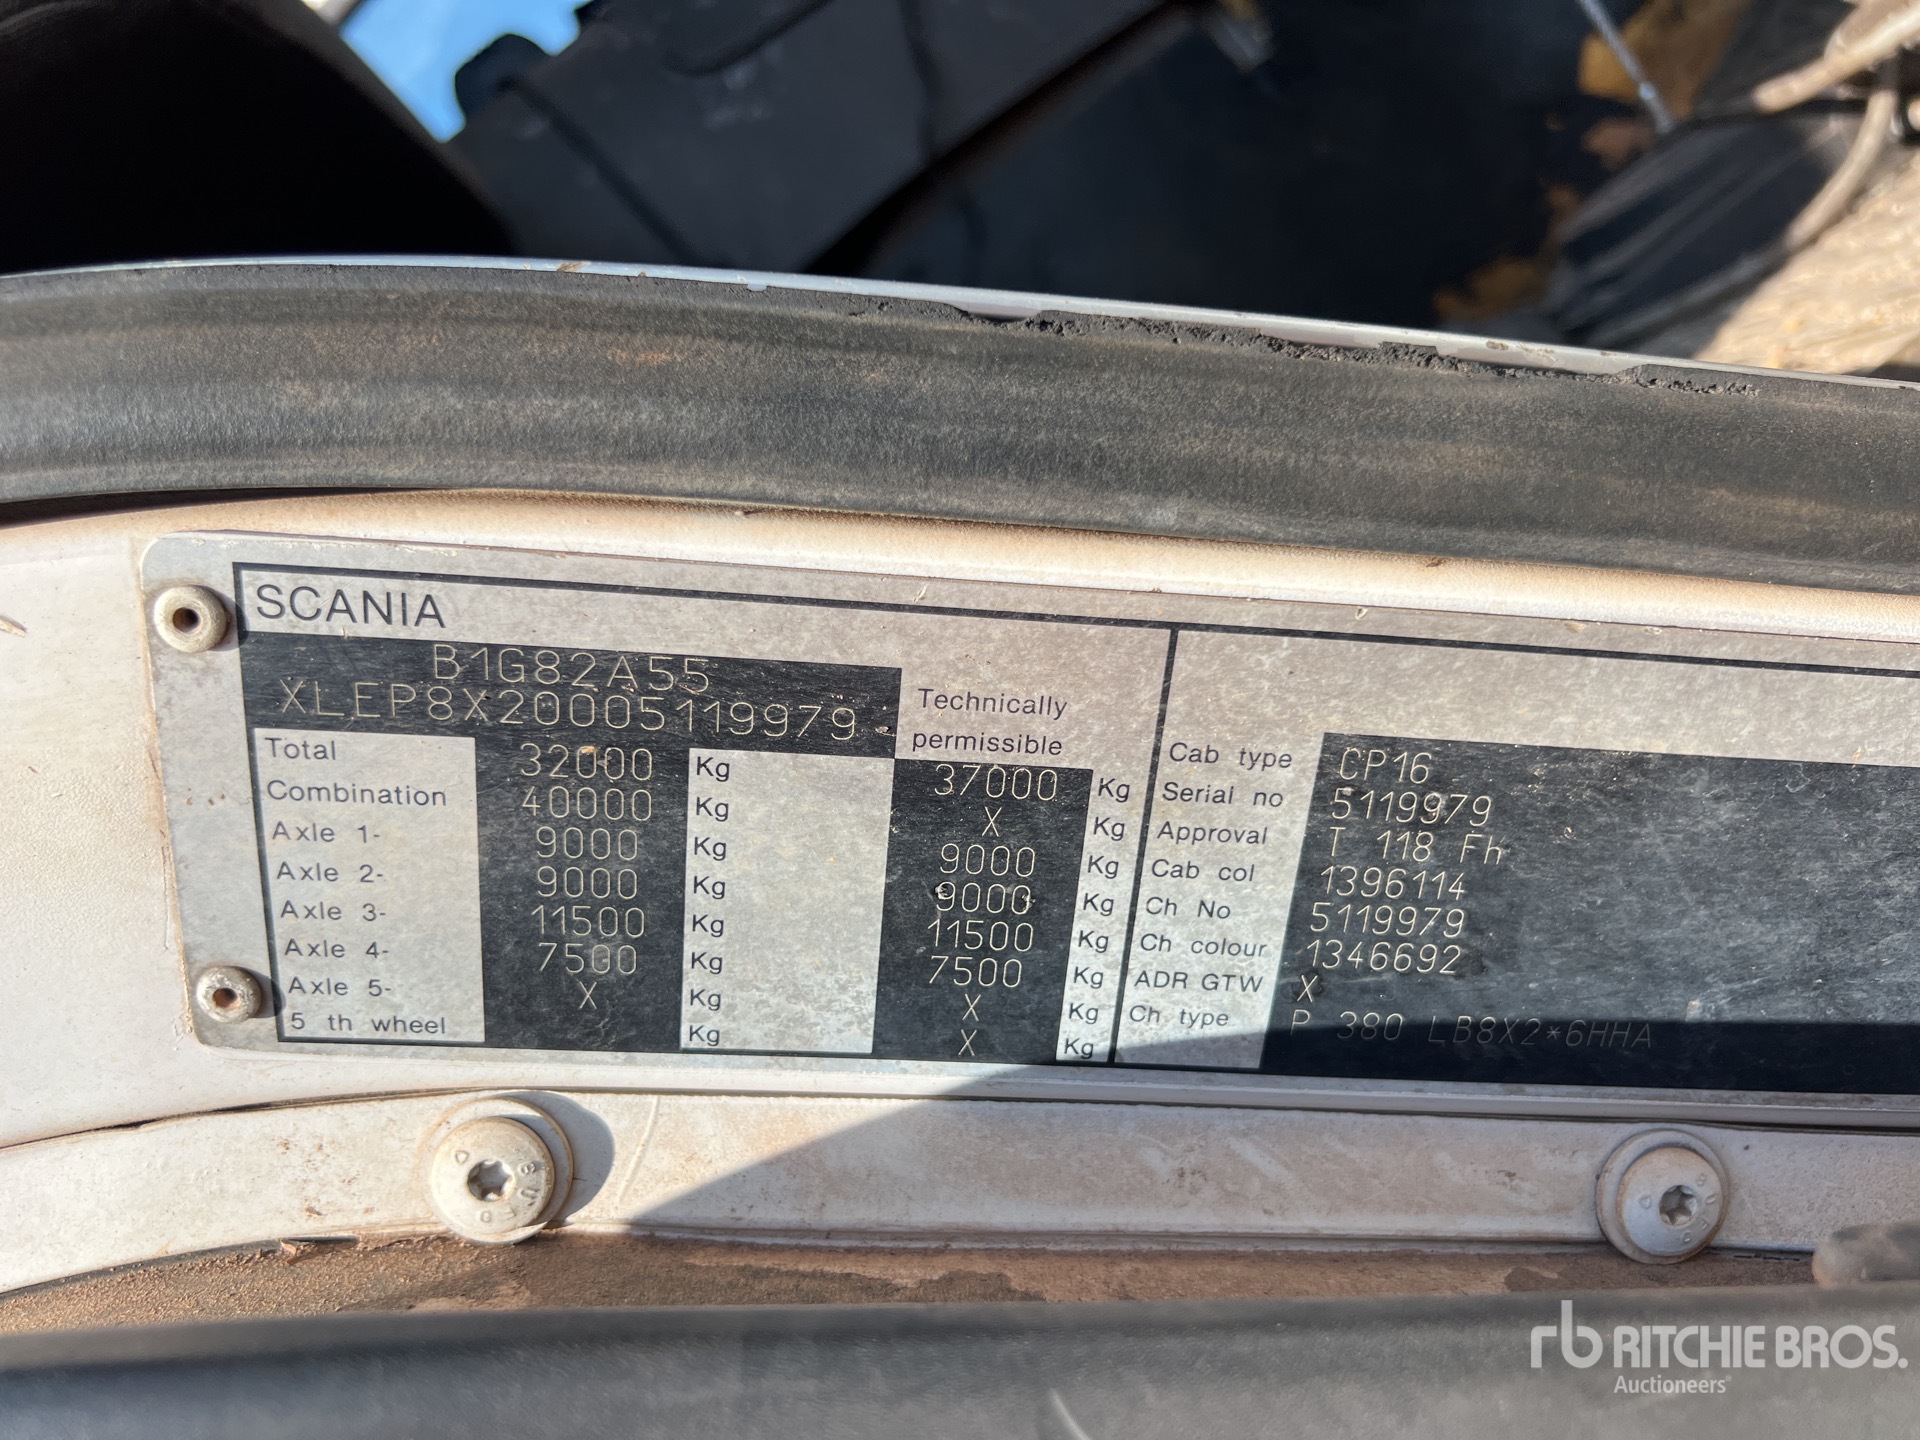 SCANIA
B1G82A55
XLEP8X20005119979
Technically
permissible
Total 32000 Kg 37000 Kg
Combination 40000 Kg X Kg
Axle 1- 9000 Kg 9000 Kg
Axle 2- 9000 Kg 9000 Kg
Axle 3- 11500 Kg 11500 Kg
Axle 4- 7500 Kg 7500 Kg
Axle 5- X Kg X Kg
5 th wheel Kg X Kg
Cab type CP16
Serial no 5119979
Approval T 118 Fh
Cab col 1396114
Ch No 5119979
Ch colour 1346692
ADR GTW X
Ch type P 380 LB8X2*6HHA
rb RITCHIE BROS.
Auctioneers